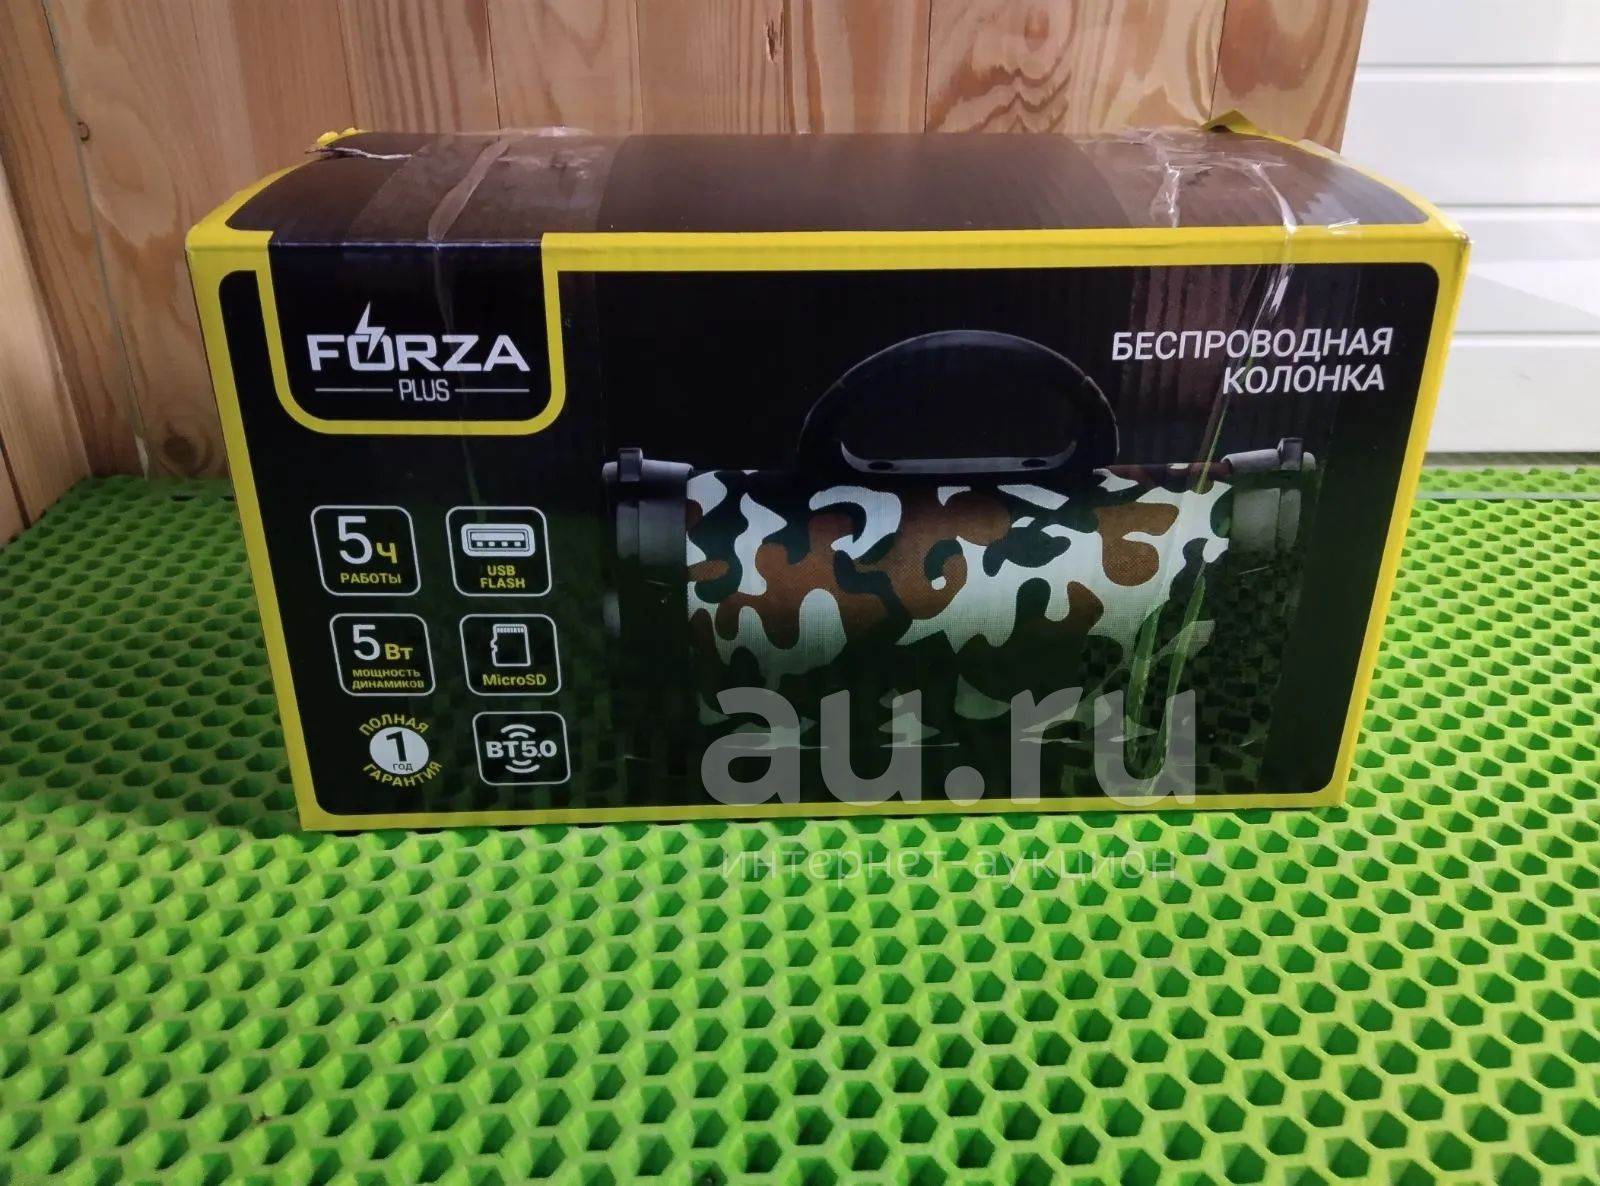 FORZA
PLUS
БЕСПРОВОДНАЯ
КОЛОНКА
5ч
РАБОТЫ
USB
FLASH
5Вт
МОЩНОСТЬ
ДИНАМИКОВ
MicroSD
ПОЛНАЯ
1
ГОД
ГАРАНТИЯ
BT5.0
au.ru
интернет-аукцион